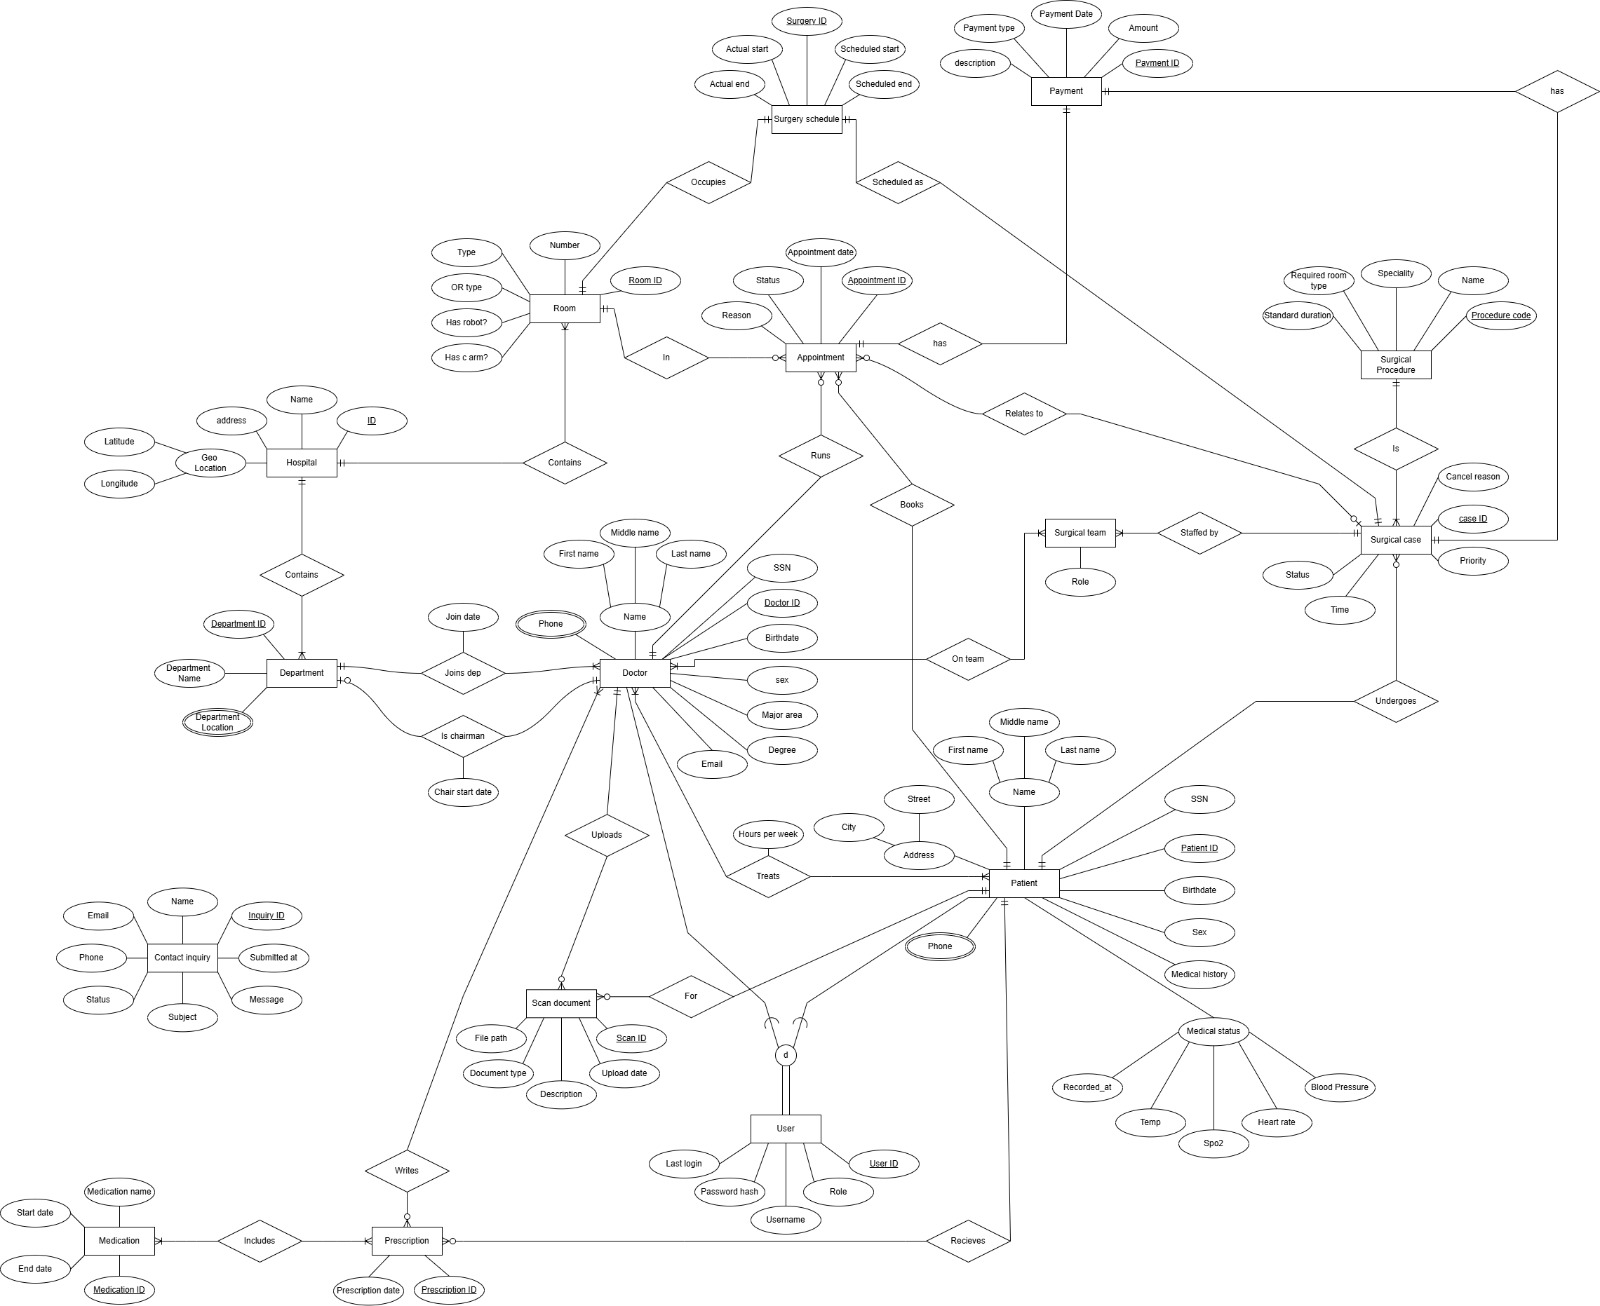 Surgery ID
Actual start
Scheduled start
Actual end
Scheduled end
Surgery schedule
Payment Date
Payment type
Amount
description
Payment ID
Payment
has
Occupies
Scheduled as
Type
Number
OR type
Room ID
Has robot?
Room
Has c arm?
Appointment date
Status
Appointment ID
Reason
Appointment
In
has
Relates to
Required room
type
Speciality
Name
Standard duration
Procedure code
Surgical
Procedure
Is
Name
address
ID
Latitude
Geo
Location
Longitude
Hospital
Contains
Contains
Runs
Books
Cancel reason
case ID
Surgical case
Priority
Status
Time
Surgical team
Staffed by
Role
Middle name
First name
Last name
Name
Phone
SSN
Doctor ID
Birthdate
sex
Major area
Degree
Email
Doctor
On team
Department ID
Department
Name
Department
Department
Location
Join date
Joins dep
Is chairman
Chair start date
Undergoes
Uploads
Hours per week
Treats
Middle name
First name
Last name
Name
Street
City
Address
Patient
SSN
Patient ID
Birthdate
Sex
Medical history
Phone
Medical status
Recorded_at
Blood Pressure
Temp
Heart rate
Spo2
Name
Email
Inquiry ID
Phone
Contact inquiry
Submitted at
Status
Message
Subject
For
Scan document
File path
Scan ID
Document type
Upload date
Description
d
User
Last login
User ID
Password hash
Role
Username
Writes
Medication name
Start date
Medication
End date
Medication ID
Includes
Prescription
Prescription date
Prescription ID
Recieves